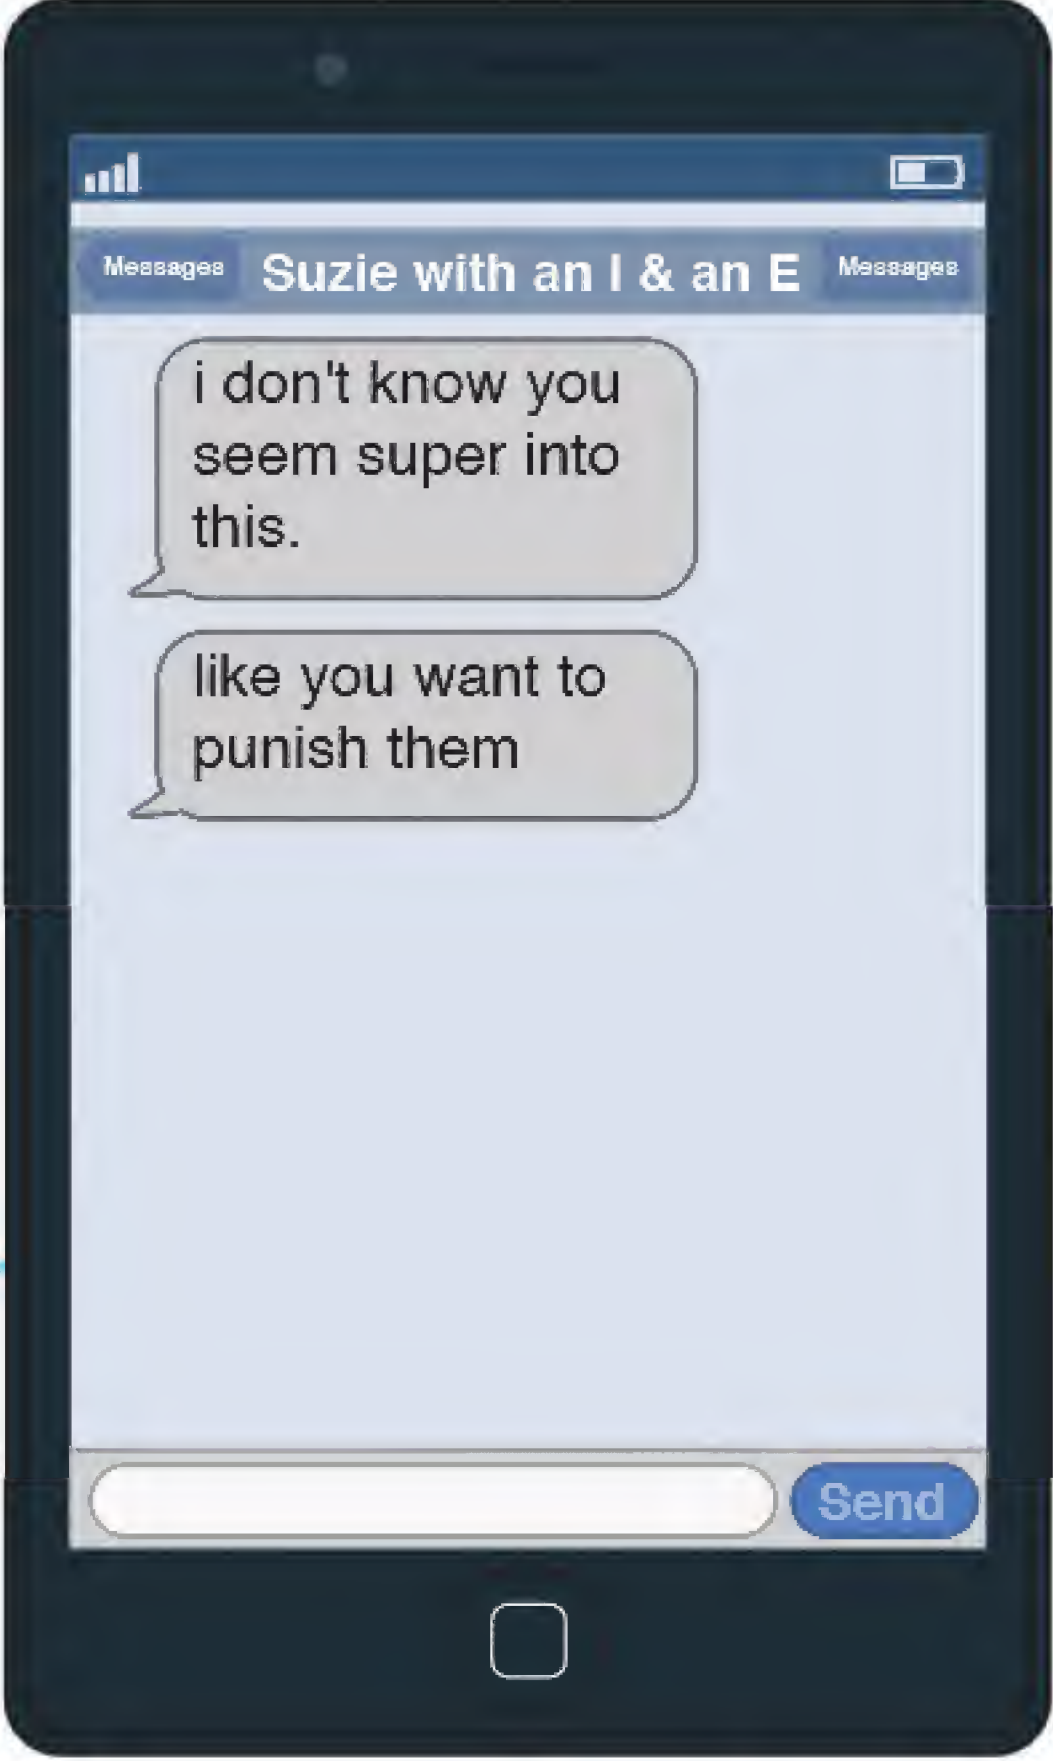 Messages Suzie with an I & an E Messages
i don't know you
seem super into
this.
like you want to
punish them
Send